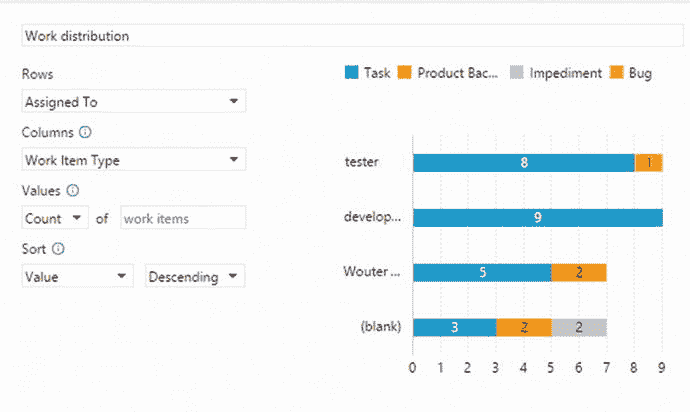 Work distribution
Rows
Assigned To
Columns
Work Item Type
Values
Count of work items
Sort
Value Descending
Task Product Bac... Impediment Bug
tester 8 1
develop... 9
Wouter ... 5 2
(blank) 3 2 2
0 1 2 3 4 5 6 7 8 9